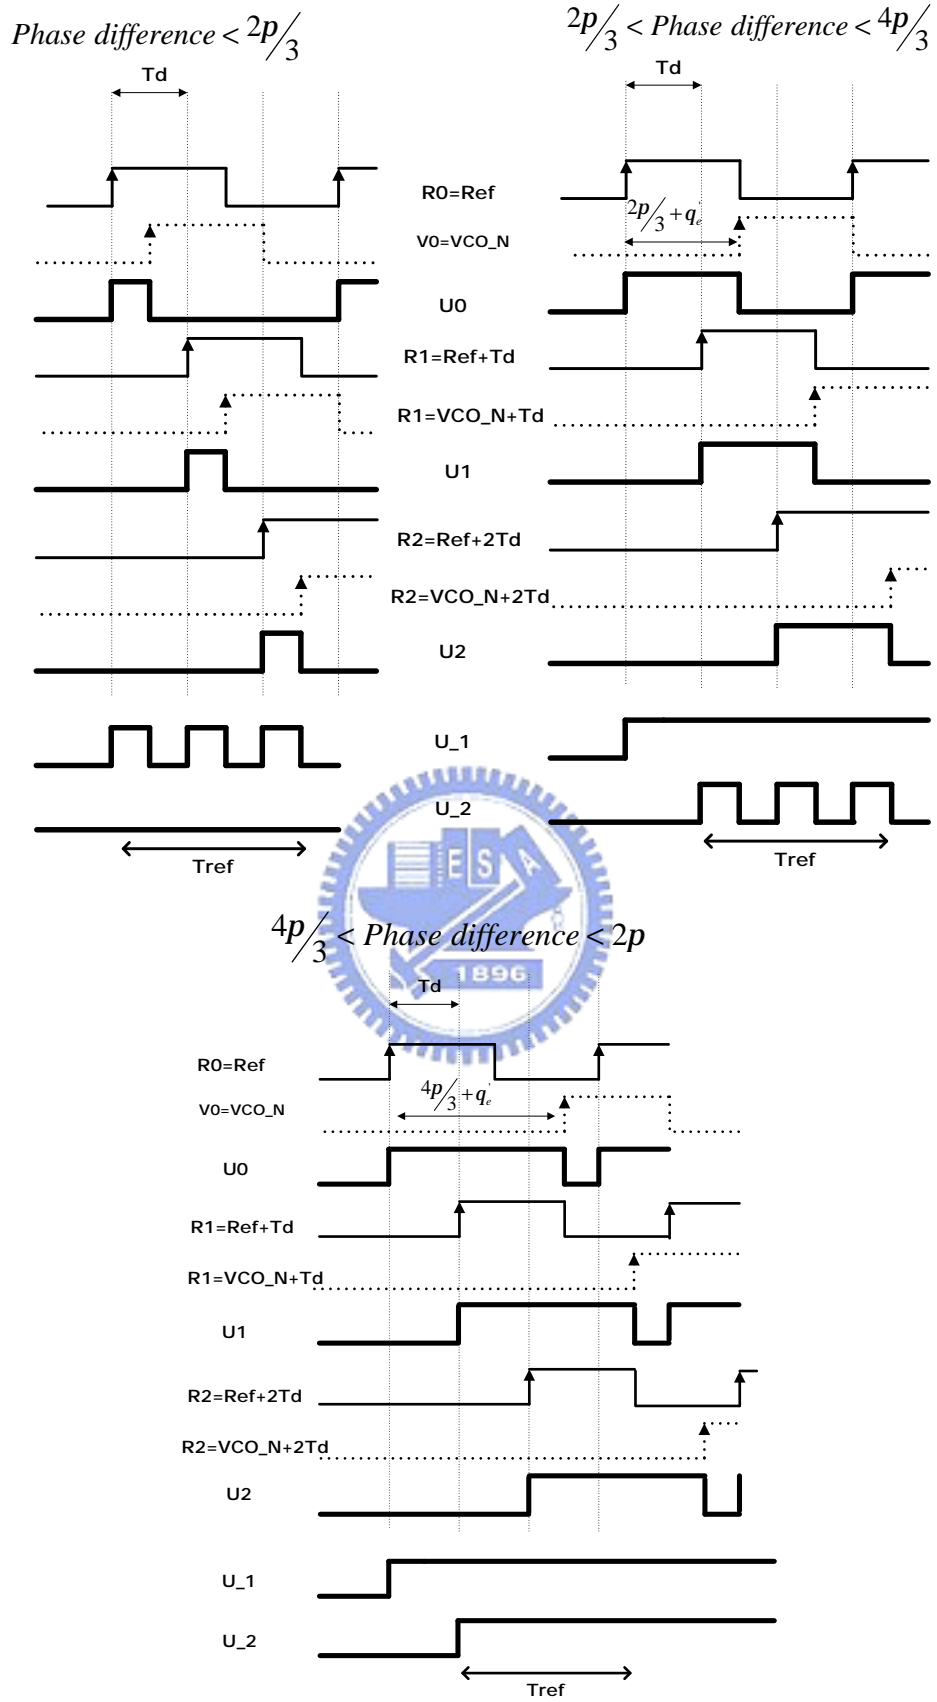 Phase difference < 2p/3
2p/3 < Phase difference < 4p/3
Td
Td
R0=Ref
2p/3 + q'e
V0=VCO_N
U0
R1=Ref+Td
R1=VCO_N+Td
U1
R2=Ref+2Td
R2=VCO_N+2Td
U2
U_1
U_2
Tref
Tref
E S A
4p/3 < Phase difference < 2p
1896
Td
R0=Ref
4p/3 + q'e
V0=VCO_N
U0
R1=Ref+Td
R1=VCO_N+Td
U1
R2=Ref+2Td
R2=VCO_N+2Td
U2
U_1
U_2
Tref